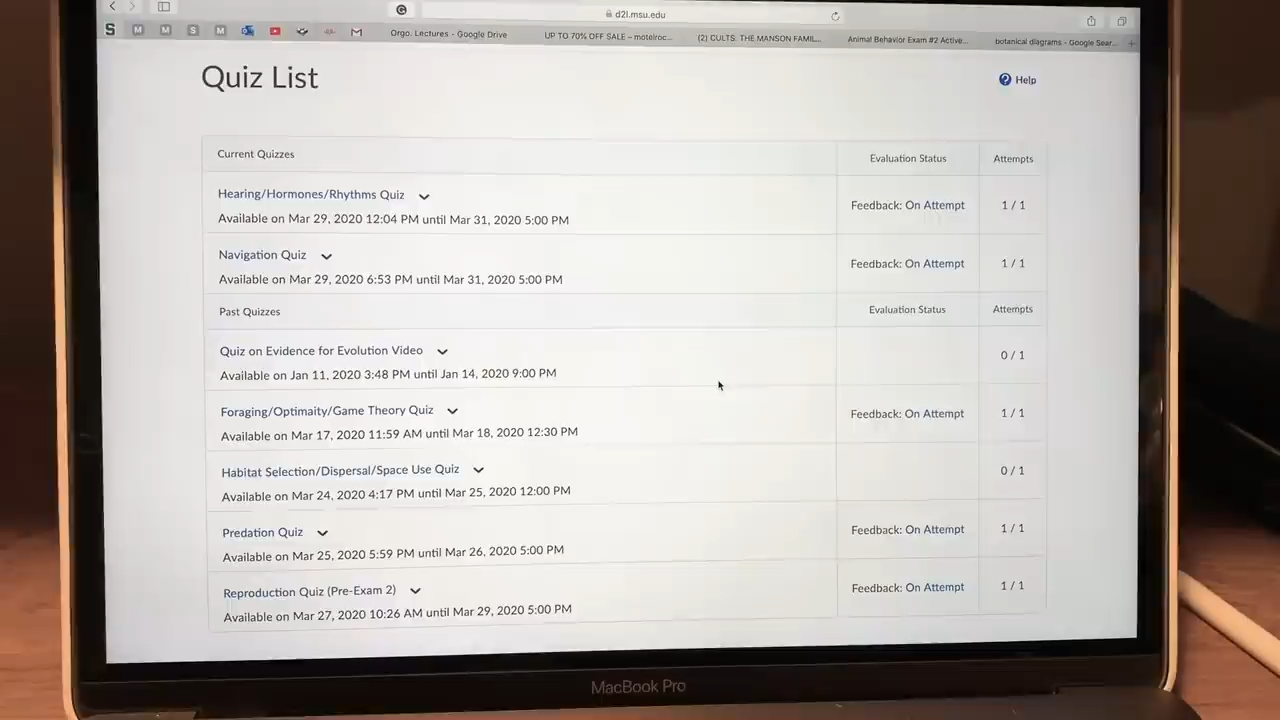 d2l.msu.edu
S M M S M
Orgo. Lectures – Google Drive
UP TO 70% OFF SALE – motelroc...
(2) CULTS: THE MANSON FAMIL...
Animal Behavior Exam #2 Active...
botanical diagrams - Google Sear...
Quiz List
Help
Current Quizzes Evaluation Status Attempts
Hearing/Hormones/Rhythms Quiz
Available on Mar 29, 2020 12:04 PM until Mar 31, 2020 5:00 PM
Feedback: On Attempt 1 / 1
Navigation Quiz
Available on Mar 29, 2020 6:53 PM until Mar 31, 2020 5:00 PM
Feedback: On Attempt 1 / 1
Past Quizzes Evaluation Status Attempts
Quiz on Evidence for Evolution Video
Available on Jan 11, 2020 3:48 PM until Jan 14, 2020 9:00 PM
0 / 1
Foraging/Optimaity/Game Theory Quiz
Available on Mar 17, 2020 11:59 AM until Mar 18, 2020 12:30 PM
Feedback: On Attempt 1 / 1
Habitat Selection/Dispersal/Space Use Quiz
Available on Mar 24, 2020 4:17 PM until Mar 25, 2020 12:00 PM
0 / 1
Predation Quiz
Available on Mar 25, 2020 5:59 PM until Mar 26, 2020 5:00 PM
Feedback: On Attempt 1 / 1
Reproduction Quiz (Pre-Exam 2)
Available on Mar 27, 2020 10:26 AM until Mar 29, 2020 5:00 PM
Feedback: On Attempt 1 / 1
MacBook Pro